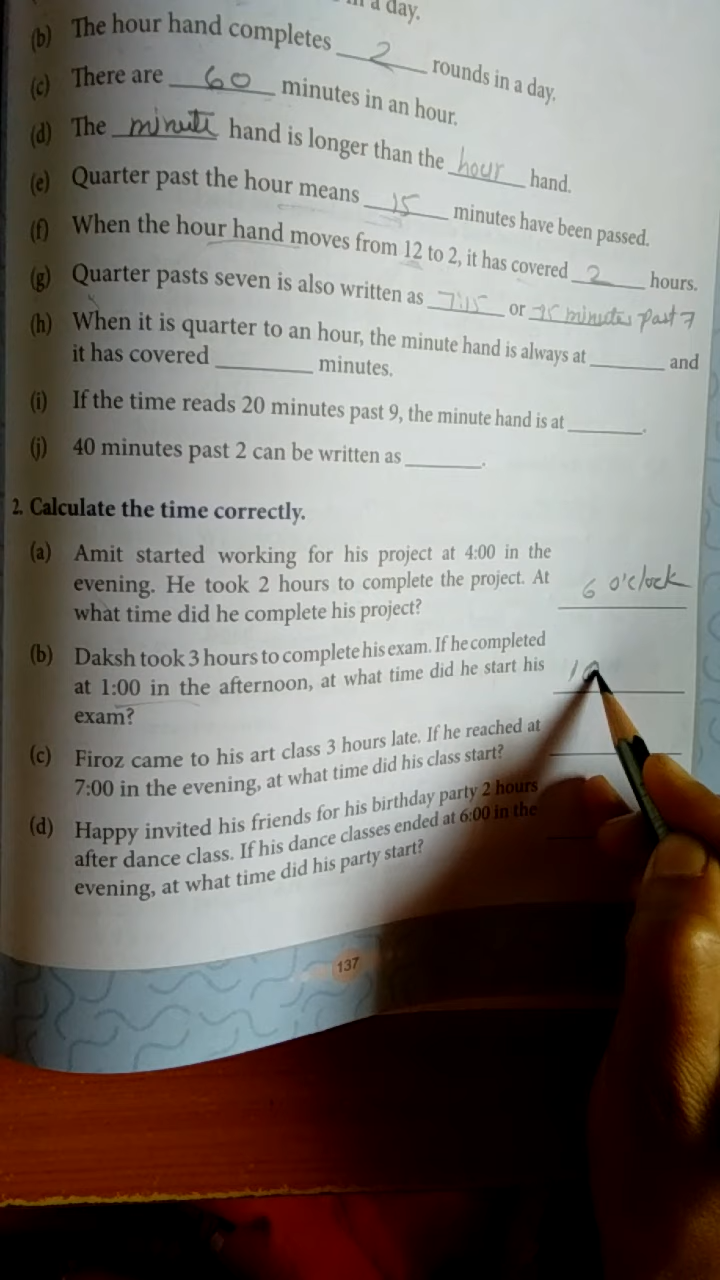 a day.
(b) The hour hand completes 2 rounds in a day.
(c) There are 60 minutes in an hour.
(d) The minute hand is longer than the hour hand.
(e) Quarter past the hour means 15 minutes have been passed.
(f) When the hour hand moves from 12 to 2, it has covered 2 hours.
(g) Quarter pasts seven is also written as 7:15 or 15 minutes past 7
(h) When it is quarter to an hour, the minute hand is always at ________ and
it has covered ________ minutes.
(i) If the time reads 20 minutes past 9, the minute hand is at ________.
(j) 40 minutes past 2 can be written as ________.
2. Calculate the time correctly.
(a) Amit started working for his project at 4:00 in the
evening. He took 2 hours to complete the project. At
what time did he complete his project? 6 o'clock
(b) Daksh took 3 hours to complete his exam. If he completed
at 1:00 in the afternoon, at what time did he start his 10
exam?
(c) Firoz came to his art class 3 hours late. If he reached at
7:00 in the evening, at what time did his class start?
(d) Happy invited his friends for his birthday party 2 hours
after dance class. If his dance classes ended at 6:00 in the
evening, at what time did his party start?
137